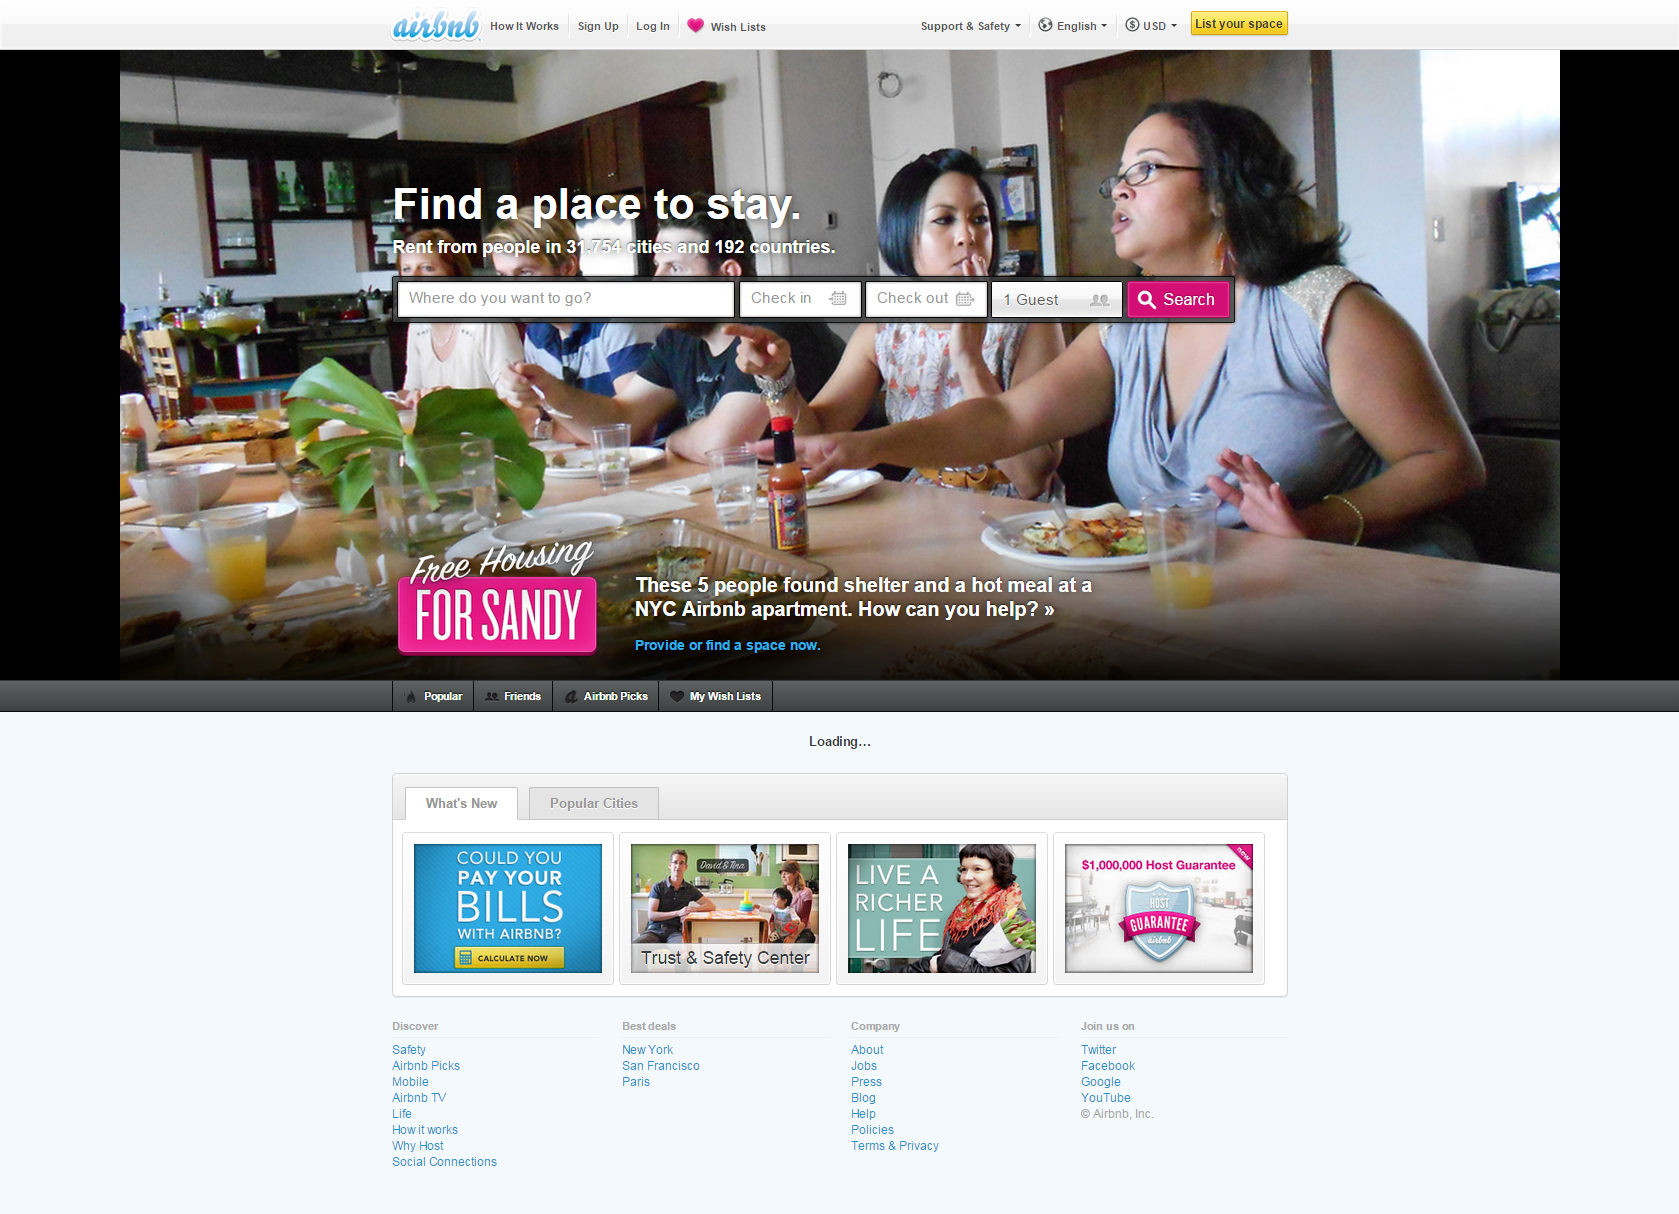 airbnb
How It Works
Sign Up
Log In
Wish Lists
Support & Safety
English
$ USD
List your space
Find a place to stay.
Rent from people in 31,754 cities and 192 countries.
Where do you want to go?
Check in
Check out
1 Guest
Search
Free Housing
FOR SANDY
These 5 people found shelter and a hot meal at a
NYC Airbnb apartment. How can you help? »
Provide or find a space now.
Popular
Friends
Airbnb Picks
My Wish Lists
Loading...
What's New
Popular Cities
COULD YOU
PAY YOUR
BILLS
WITH AIRBNB?
CALCULATE NOW
David & Tina
Trust & Safety Center
LIVE A
RICHER
LIFE
new
$1,000,000 Host Guarantee
HOST
GUARANTEE
airbnb
Discover
Safety
Airbnb Picks
Mobile
Airbnb TV
Life
How it works
Why Host
Social Connections
Best deals
New York
San Francisco
Paris
Company
About
Jobs
Press
Blog
Help
Policies
Terms & Privacy
Join us on
Twitter
Facebook
Google
YouTube
© Airbnb, Inc.